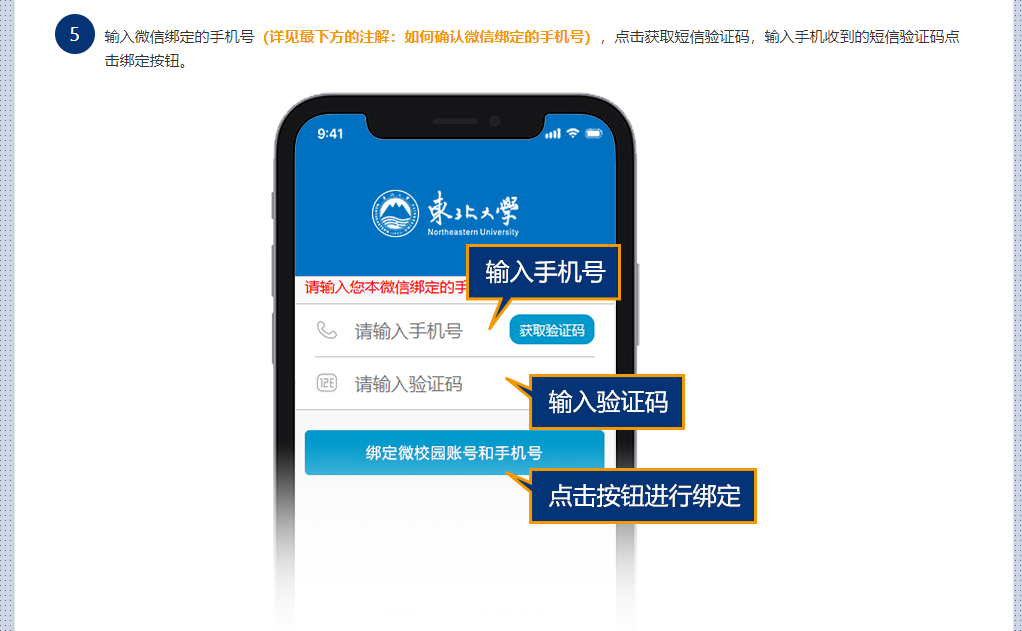 5
输入微信绑定的手机号（详见最下方的注解：如何确认微信绑定的手机号），点击获取短信验证码，输入手机收到的短信验证码点
击绑定按钮。
9:41
東北大学
Northeastern University
输入手机号
请输入您本微信绑定的手
请输入手机号
获取验证码
请输入验证码
输入验证码
绑定微校园账号和手机号
点击按钮进行绑定